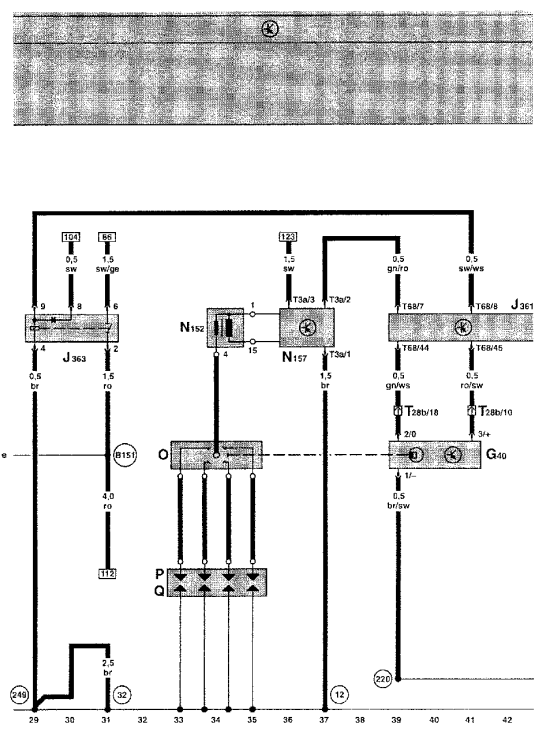 104
86
123
0,5
sw
1,5
sw/ge
1,5
sw
0,5
gn/ro
0,5
sw/ws
9
8
6
1
T3a/3
T3a/2
T68/7
T68/8
J361
N152
4
J363
2
4
15
N157
T3a/1
T68/44
T68/45
0,5
br
1,5
ro
1,5
br
0,5
gn/ws
0,5
ro/sw
T28b/18
T28b/10
2/0
3/+
e
B151
O
G40
1/–
4,0
ro
0,5
br/sw
112
P
Q
2,5
br
220
249
32
12
29 30 31 32 33 34 35 36 37 38 39 40 41 42